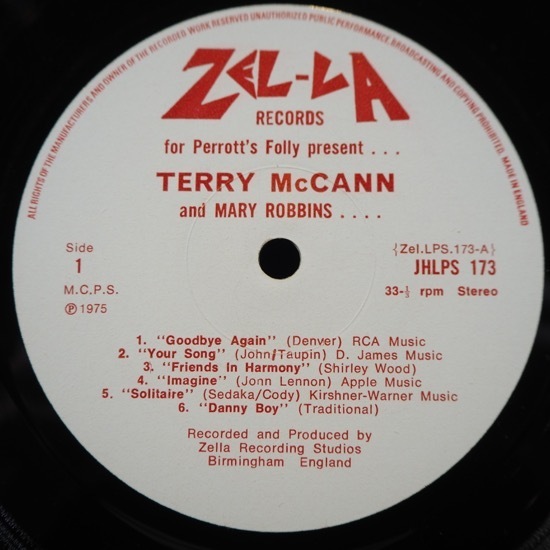 ALL RIGHTS OF THE MANUFACTURERS AND OWNER OF THE RECORDED WORK RESERVED UNAUTHORIZED PUBLIC PERFORMANCE, BROADCASTING AND COPYING PROHIBITED. MADE IN ENGLAND
ZEL-LA
RECORDS
for Perrott's Folly present . . .
TERRY McCANN
and MARY ROBBINS . . . .
Side
1
M.C.P.S.
Ⓟ 1975
{Zel.LPS.173-A}
JHLPS 173
33-⅓ rpm Stereo
1. "Goodbye Again" (Denver) RCA Music
2. "Your Song" (John/Taupin) D. James Music
3. "Friends In Harmony" (Shirley Wood)
4. "Imagine" (Jonn Lennon) Apple Music
5. "Solitaire" (Sedaka/Cody) Kirshner-Warner Music
6. "Danny Boy" (Traditional)
Recorded and Produced by
Zella Recording Studios
Birmingham England